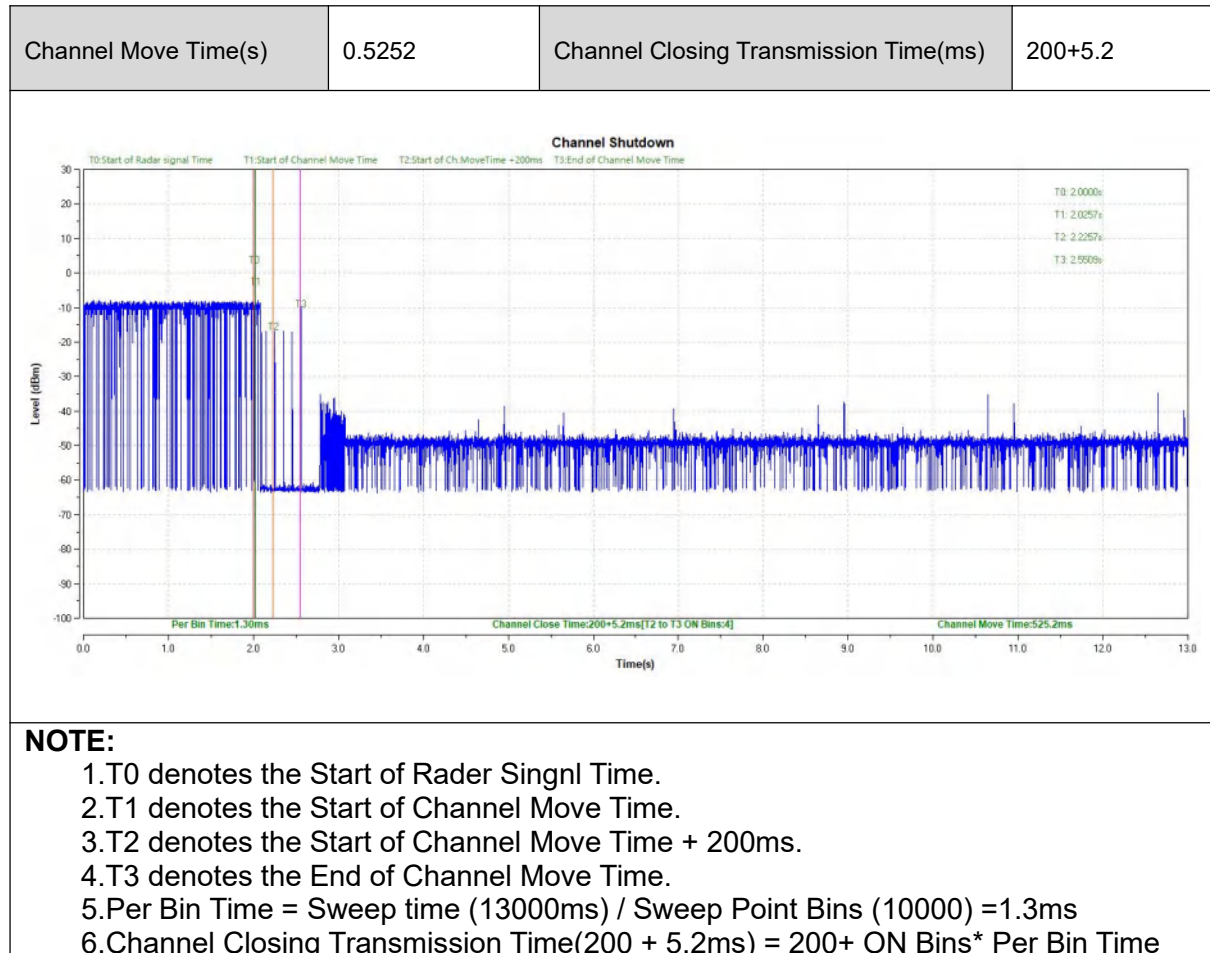 Channel Move Time(s) 0.5252 Channel Closing Transmission Time(ms) 200+5.2
Channel Shutdown
T0:Start of Radar signal Time T1:Start of Channel Move Time T2:Start of Ch.MoveTime +200ms T3:End of Channel Move Time
30
20
10
0
-10
-20
-30
-40
-50
-60
-70
-80
-90
-100
Level (dBm)
T0: 2.0000s
T1: 2.0257s
T2: 2.2257s
T3: 2.5509s
T0
T1
T2
T3
Per Bin Time:1.30ms Channel Close Time:200+5.2ms[T2 to T3 ON Bins:4] Channel Move Time:525.2ms
0.0 1.0 2.0 3.0 4.0 5.0 6.0 7.0 8.0 9.0 10.0 11.0 12.0 13.0
Time(s)
NOTE:
1.T0 denotes the Start of Rader Singnl Time.
2.T1 denotes the Start of Channel Move Time.
3.T2 denotes the Start of Channel Move Time + 200ms.
4.T3 denotes the End of Channel Move Time.
5.Per Bin Time = Sweep time (13000ms) / Sweep Point Bins (10000) =1.3ms
6.Channel Closing Transmission Time(200 + 5.2ms) = 200+ ON Bins* Per Bin Time